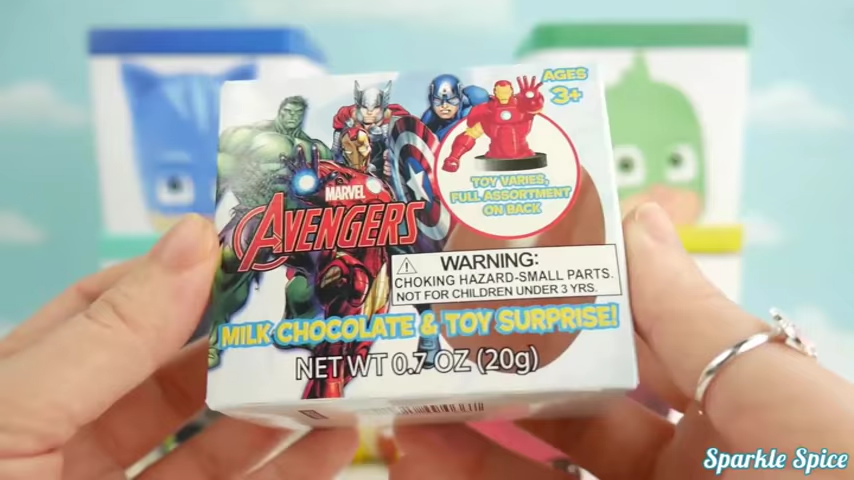 AGES
3+
MARVEL
AVENGERS
TOY VARIES,
FULL ASSORTMENT
ON BACK
WARNING:
CHOKING HAZARD-SMALL PARTS.
NOT FOR CHILDREN UNDER 3 YRS.
MILK CHOCOLATE & TOY SURPRISE!
NET WT 0.7 OZ (20g)
Sparkle Spice